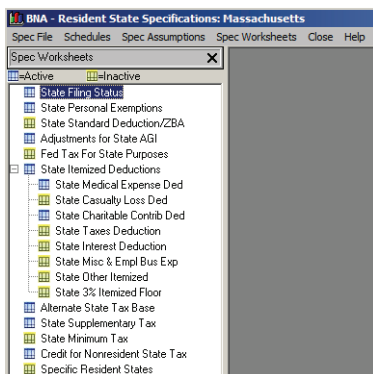 BNA - Resident State Specifications: Massachusetts
Spec File Schedules Spec Assumptions Spec Worksheets Close Help
Spec Worksheets
=Active =Inactive
State Filing Status
State Personal Exemptions
State Standard Deduction/ZBA
Adjustments for State AGI
Fed Tax For State Purposes
State Itemized Deductions
State Medical Expense Ded
State Casualty Loss Ded
State Charitable Contrib Ded
State Taxes Deduction
State Interest Deduction
State Misc & Empl Bus Exp
State Other Itemized
State 3% Itemized Floor
Alternate State Tax Base
State Supplementary Tax
State Minimum Tax
Credit for Nonresident State Tax
Specific Resident States